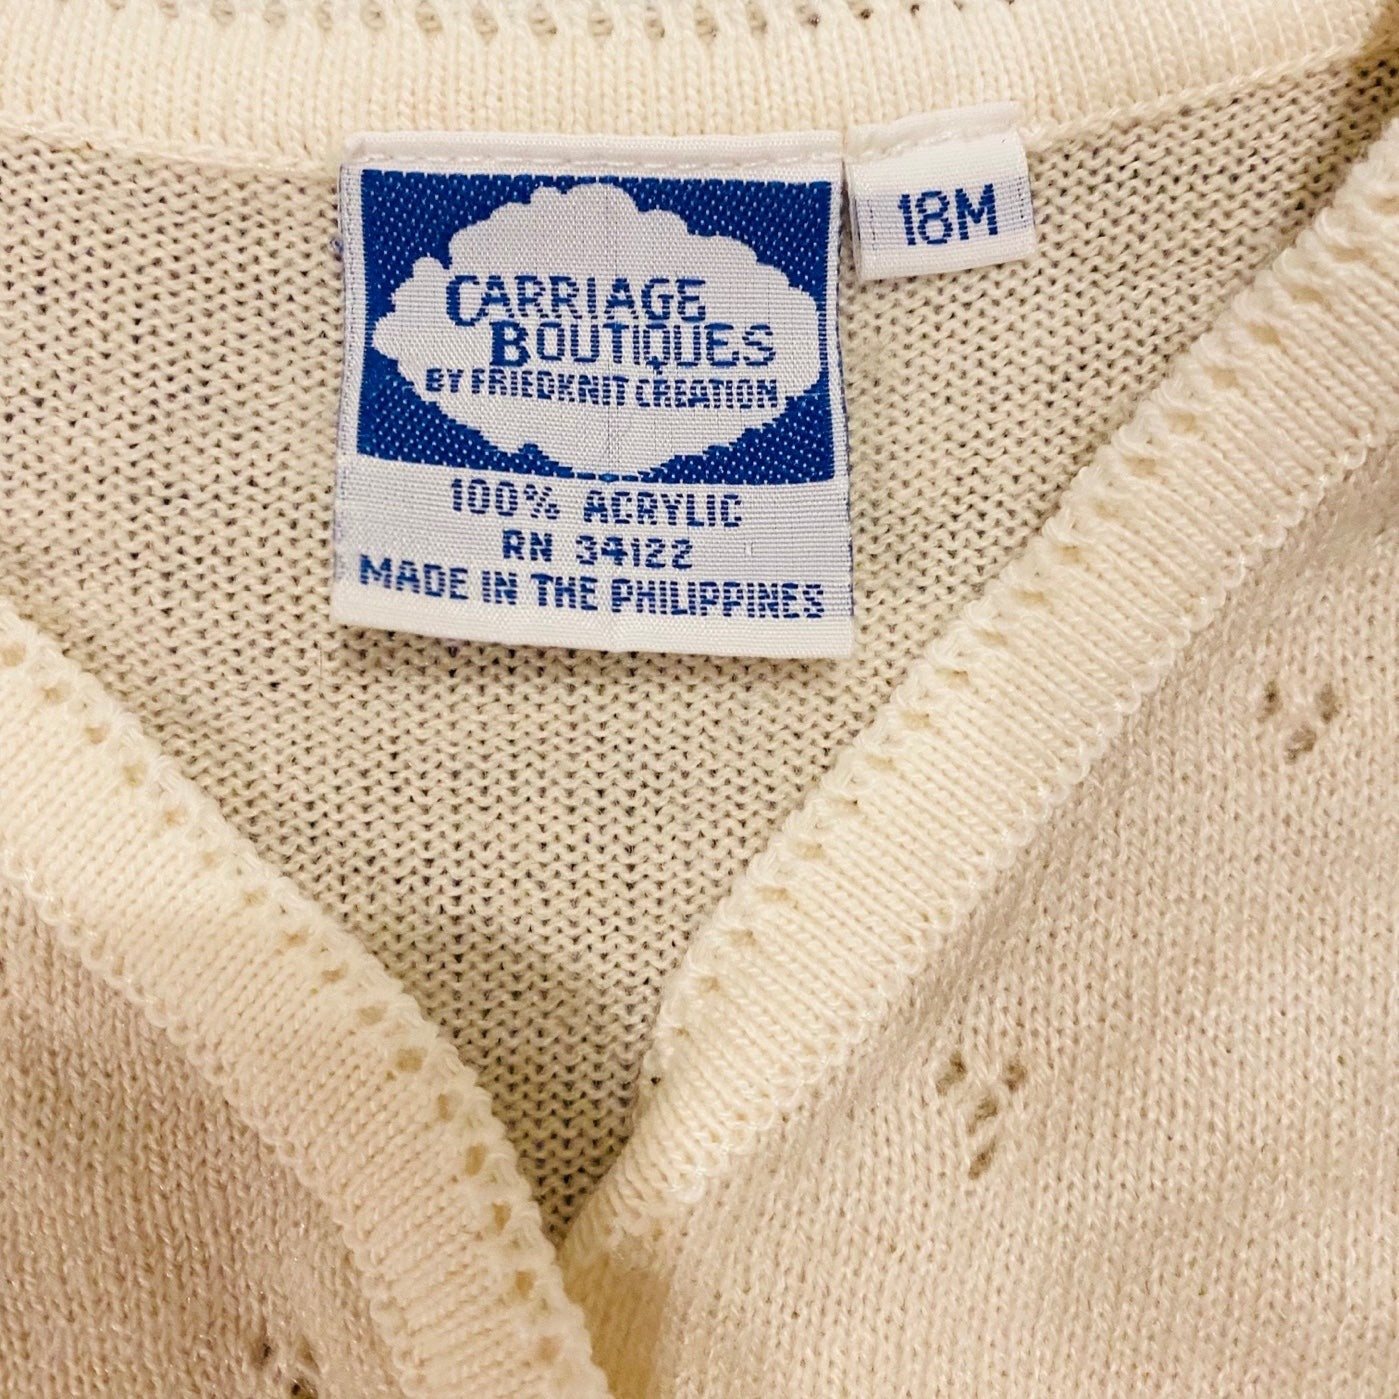 CARRIAGE
BOUTIQUES
BY FRIEDKNIT CREATION
100% ACRYLIC
RN 34122
MADE IN THE PHILIPPINES
18M